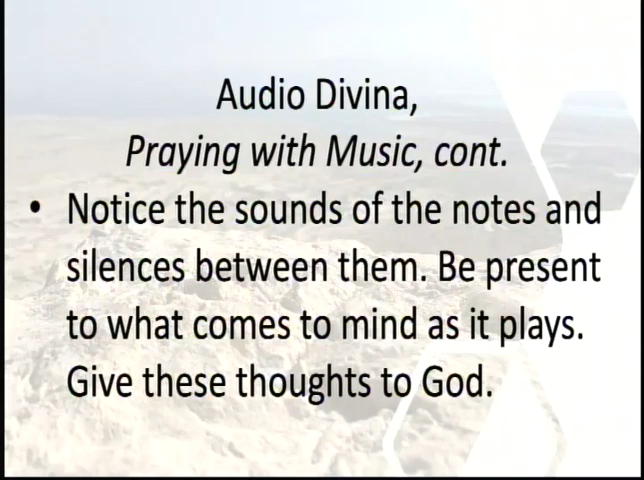 Audio Divina,
Praying with Music, cont.
• Notice the sounds of the notes and
silences between them. Be present
to what comes to mind as it plays.
Give these thoughts to God.